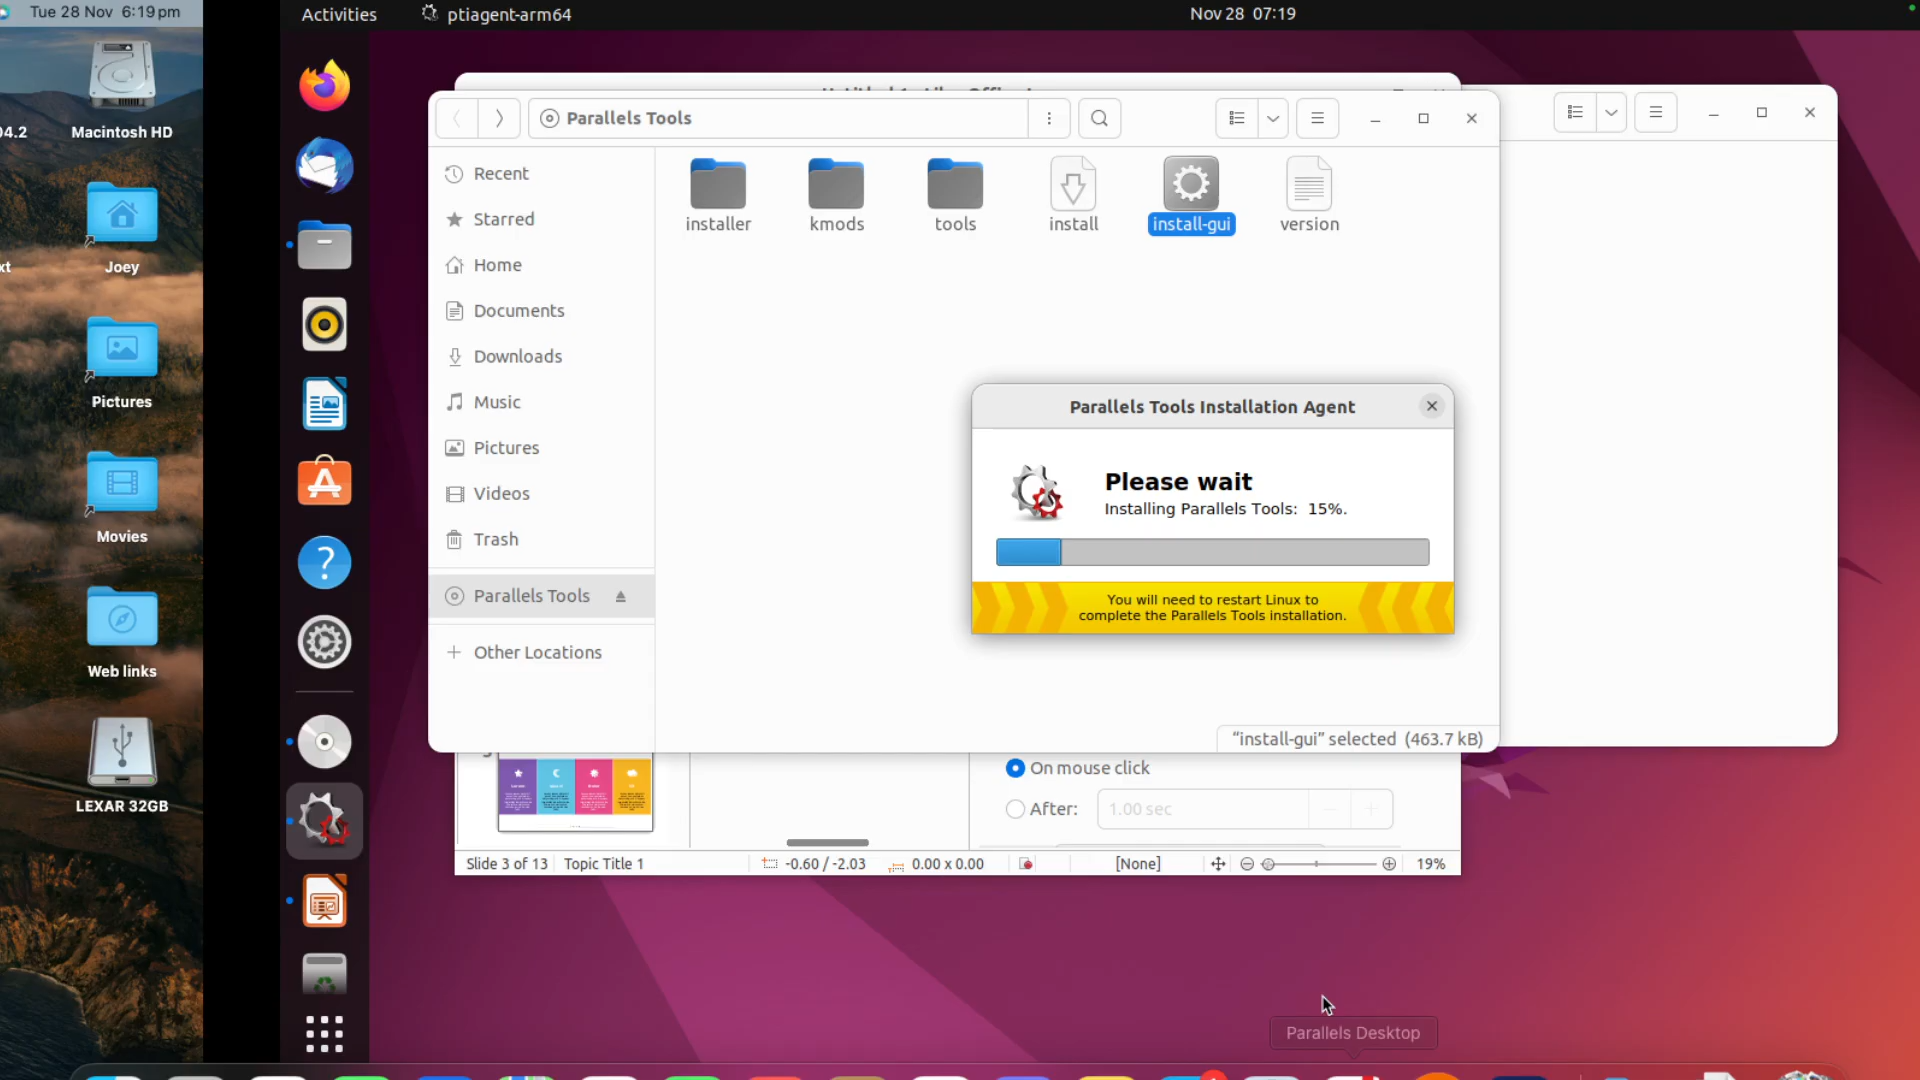 Tue 28 Nov 6:19 pm
Macintosh HD
04.2
Joey
xt
Pictures
Movies
Web links
LEXAR 32GB
Activities
ptiagent-arm64
Nov 28 07:19
Parallels Tools
Recent
Starred
Home
Documents
Downloads
Music
Pictures
Videos
Trash
Parallels Tools
Other Locations
installer
kmods
tools
install
install-gui
version
Parallels Tools Installation Agent
Please wait
Installing Parallels Tools: 15%.
You will need to restart Linux to
complete the Parallels Tools installation.
"install-gui" selected (463.7 kB)
On mouse click
After:
1.00 sec
Slide 3 of 13
Topic Title 1
-0.60 / -2.03
0.00 x 0.00
[None]
19%
Parallels Desktop